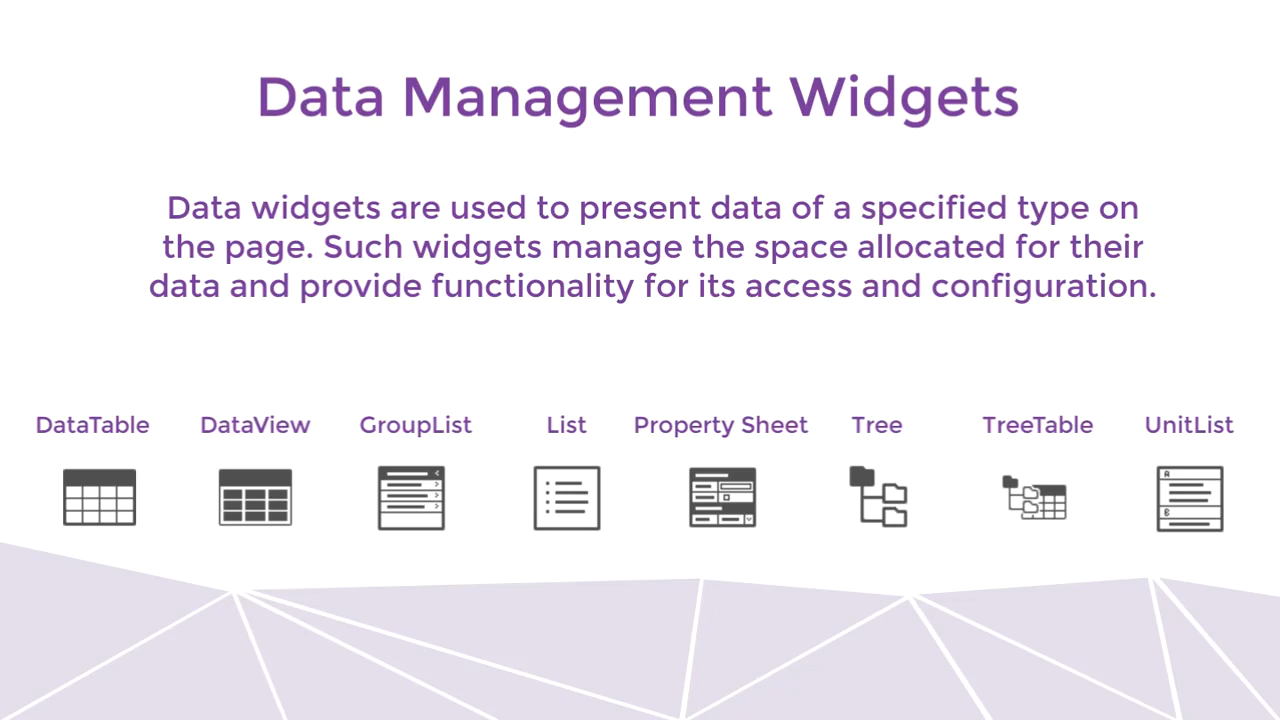 Data Management Widgets
Data widgets are used to present data of a specified type on
the page. Such widgets manage the space allocated for their
data and provide functionality for its access and configuration.
DataTable DataView GroupList List Property Sheet Tree TreeTable UnitList
A
B